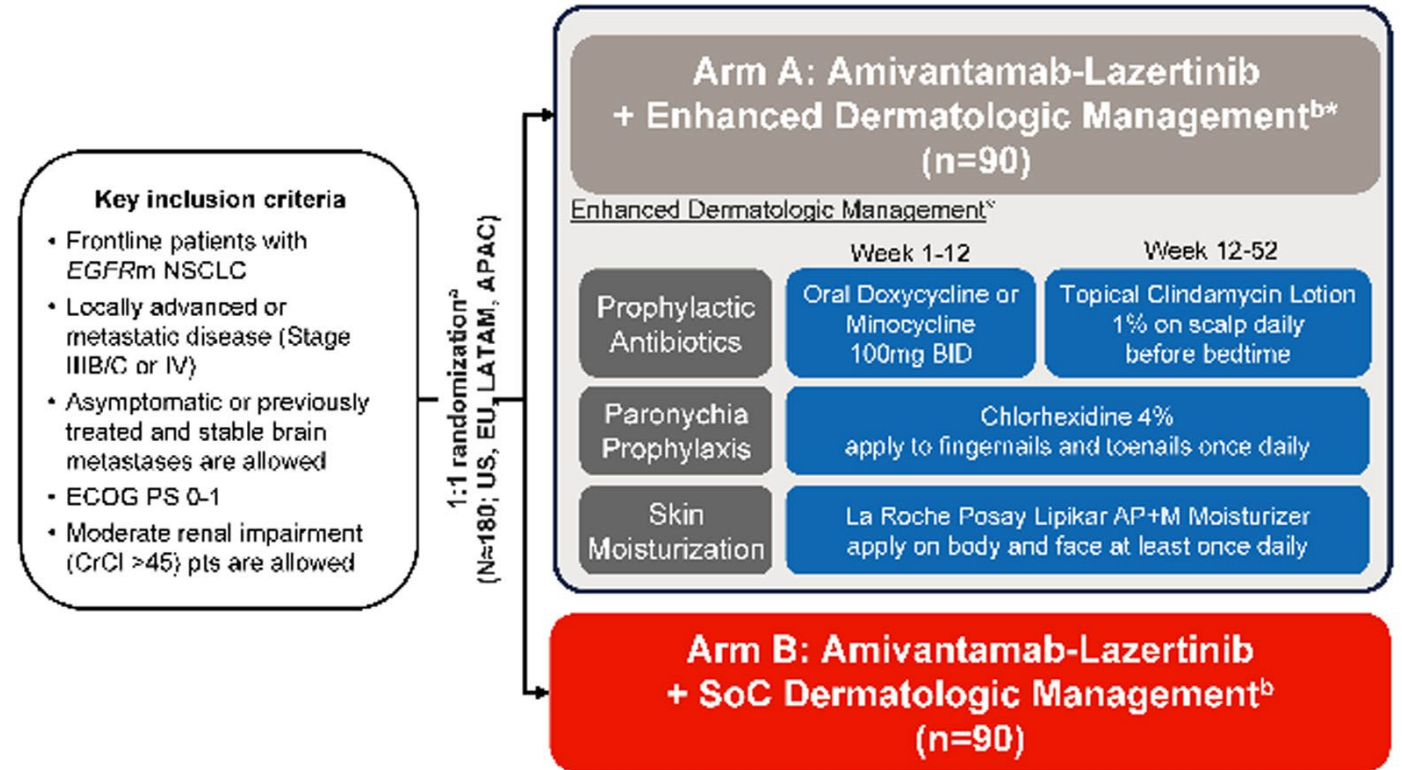 Key inclusion criteria
• Frontline patients with
EGFRm NSCLC
• Locally advanced or
metastatic disease (Stage
IIIB/C or IV)
• Asymptomatic or previously
treated and stable brain
metastases are allowed
• ECOG PS 0-1
• Moderate renal impairment
(CrCl >45) pts are allowed
1:1 randomizationᵃ
(N≈180; US, EU, LATAM, APAC)
Arm A: Amivantamab-Lazertinib
+ Enhanced Dermatologic Managementᵇ*
(n=90)
Enhanced Dermatologic Management*
Week 1-12
Week 12-52
Prophylactic
Antibiotics
Oral Doxycycline or
Minocycline
100mg BID
Topical Clindamycin Lotion
1% on scalp daily
before bedtime
Paronychia
Prophylaxis
Chlorhexidine 4%
apply to fingernails and toenails once daily
Skin
Moisturization
La Roche Posay Lipikar AP+M Moisturizer
apply on body and face at least once daily
Arm B: Amivantamab-Lazertinib
+ SoC Dermatologic Managementᵇ
(n=90)